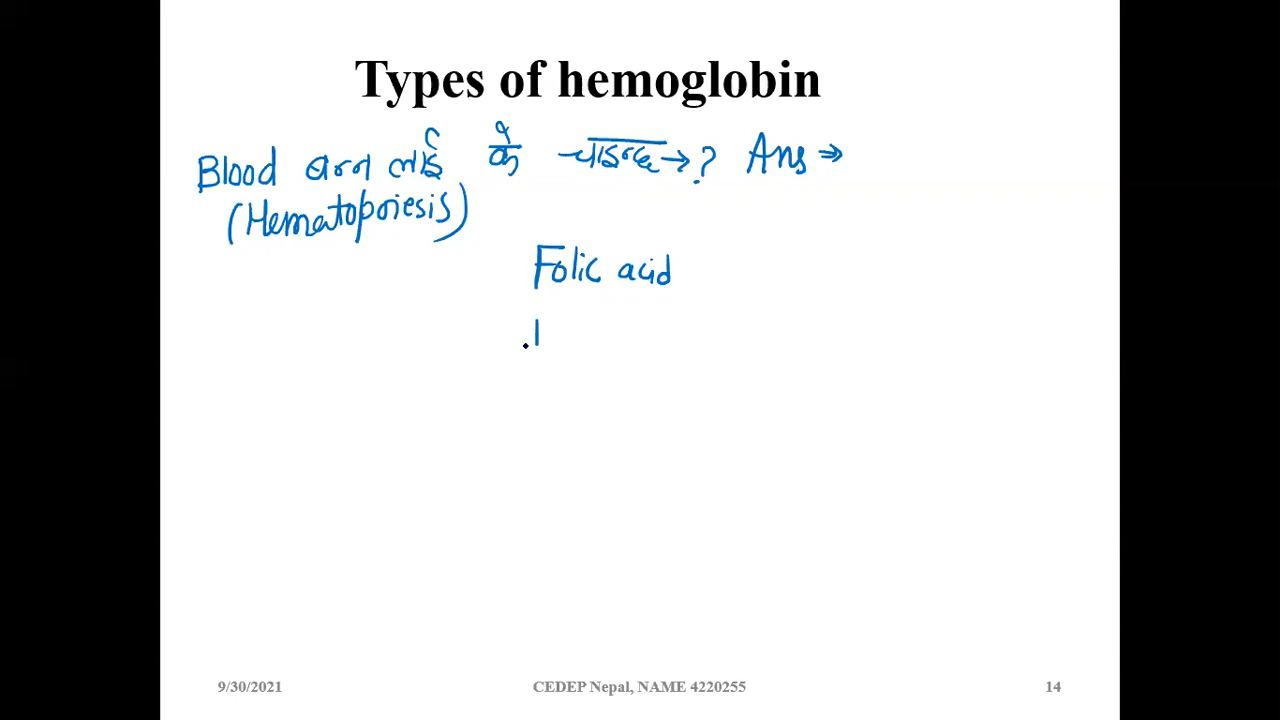 Types of hemoglobin
Blood बन्न लाई के चाहिन्छ → ? Ans ⇒
(Hematopoiesis)
Folic acid
9/30/2021 CEDEP Nepal, NAME 4220255 14